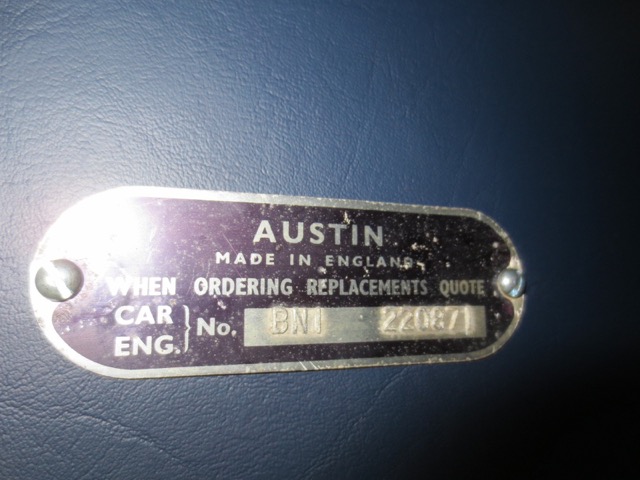 AUSTIN
MADE IN ENGLAND
WHEN ORDERING REPLACEMENTS QUOTE
CAR
ENG. } No. BN1 220871